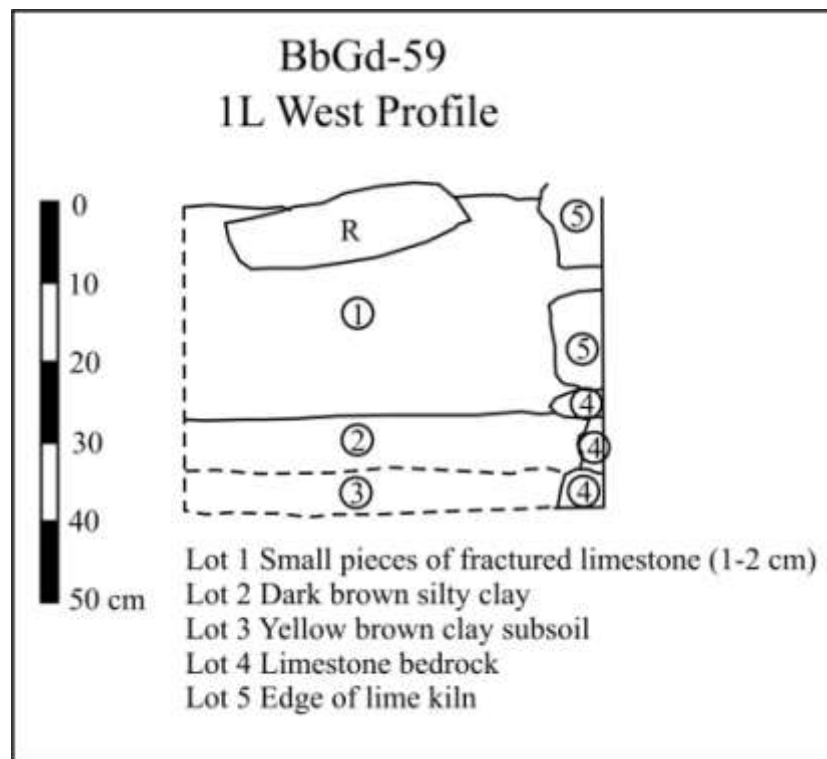 BbGd-59
1L West Profile
0
10
20
30
40
50 cm
R
5
1
5
4
2
4
3
4
Lot 1 Small pieces of fractured limestone (1-2 cm)
Lot 2 Dark brown silty clay
Lot 3 Yellow brown clay subsoil
Lot 4 Limestone bedrock
Lot 5 Edge of lime kiln